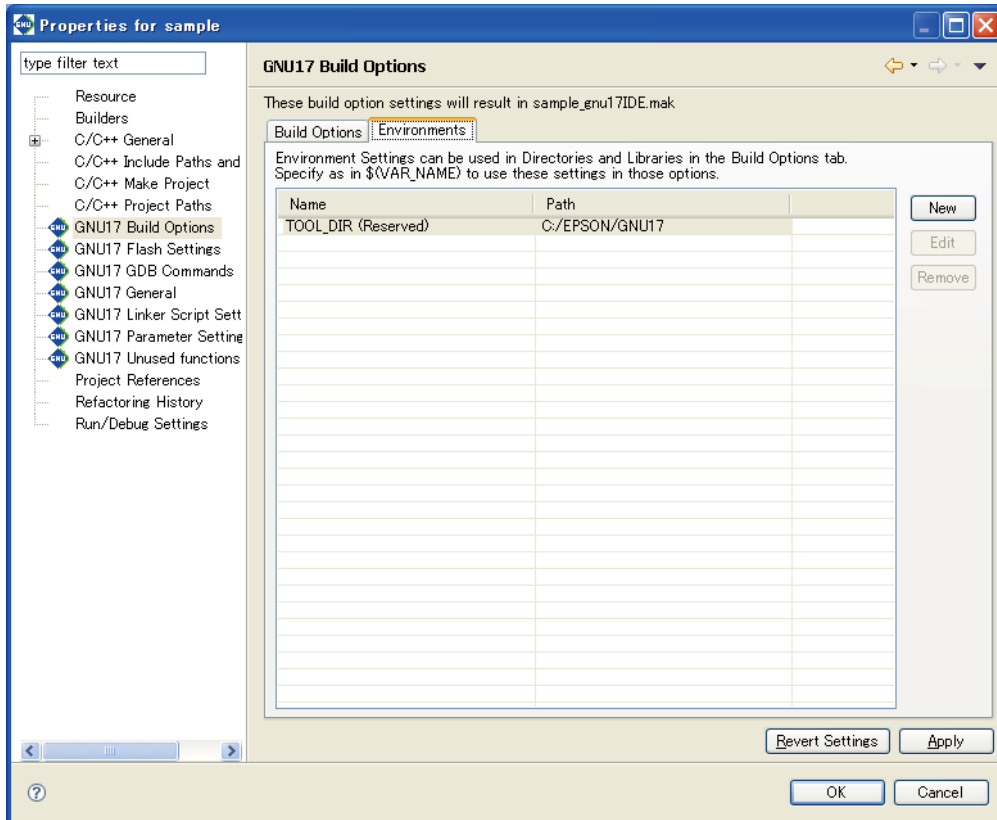 Properties for sample
type filter text
Resource
Builders
C/C++ General
C/C++ Include Paths and
C/C++ Make Project
C/C++ Project Paths
GNU17 Build Options
GNU17 Flash Settings
GNU17 GDB Commands
GNU17 General
GNU17 Linker Script Sett
GNU17 Parameter Setting
GNU17 Unused functions
Project References
Refactoring History
Run/Debug Settings
GNU17 Build Options
These build option settings will result in sample_gnu17IDE.mak
Build Options Environments
Environment Settings can be used in Directories and Libraries in the Build Options tab.
Specify as in $(VAR_NAME) to use these settings in those options.
Name Path
TOOL_DIR (Reserved) C:/EPSON/GNU17
New
Edit
Remove
Revert Settings Apply
OK Cancel